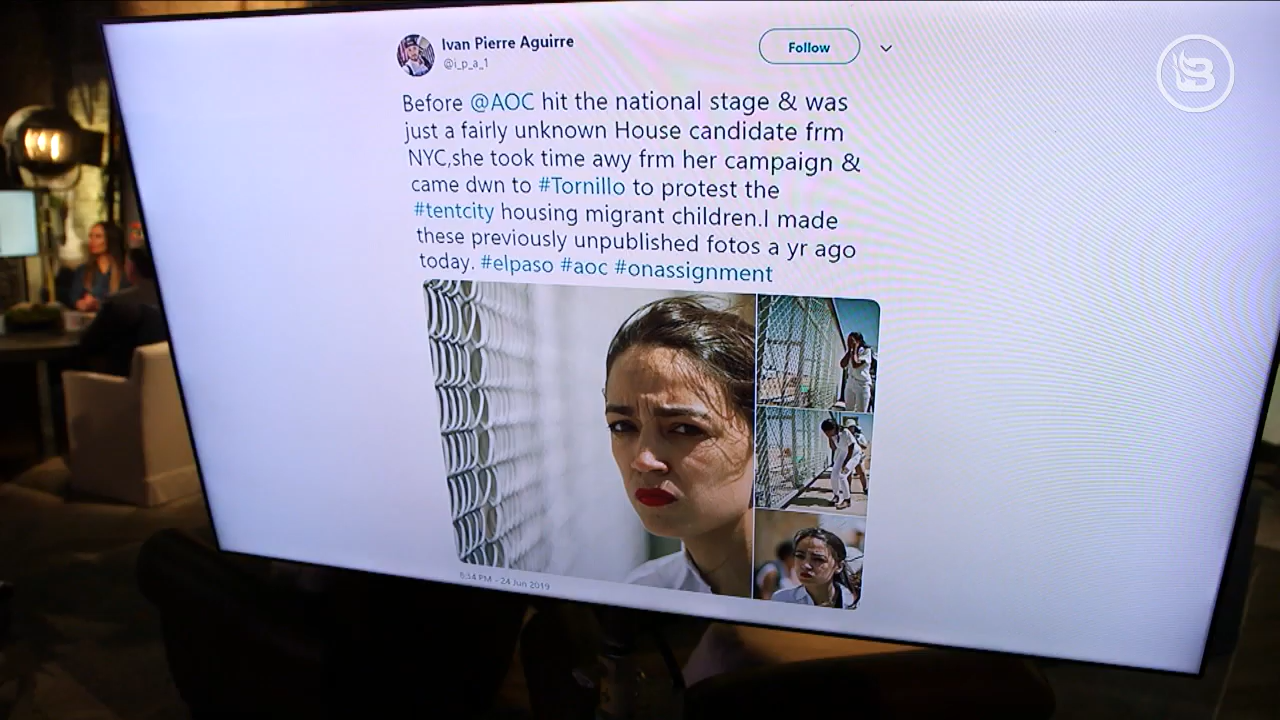 Ivan Pierre Aguirre
@i_p_a_1
Follow
Before @AOC hit the national stage & was
just a fairly unknown House candidate frm
NYC,she took time awy frm her campaign &
came dwn to #Tornillo to protest the
#tentcity housing migrant children.I made
these previously unpublished fotos a yr ago
today. #elpaso #aoc #onassignment
5:34 PM - 24 Jun 2019
B